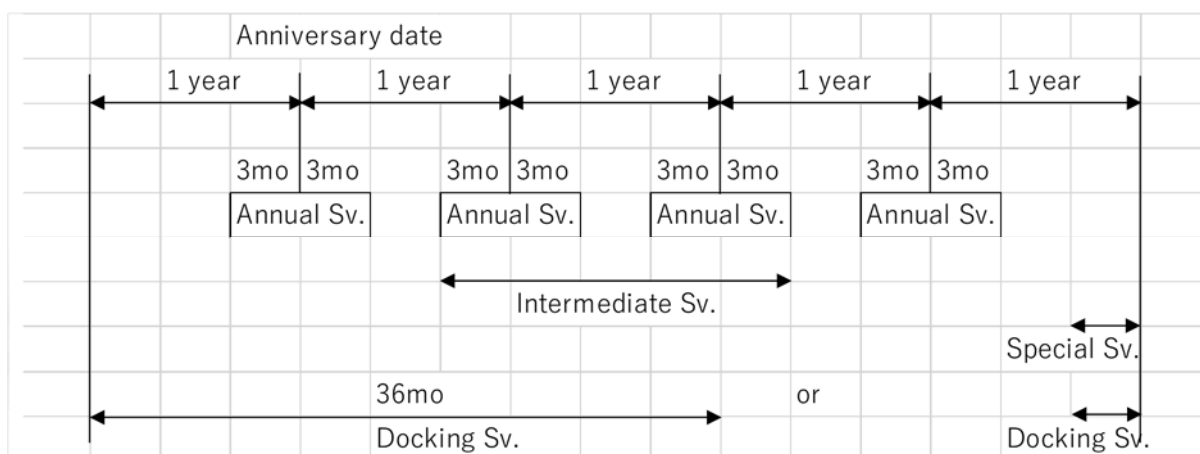 Anniversary date
1 year 1 year 1 year 1 year 1 year
3mo 3mo 3mo 3mo 3mo 3mo 3mo 3mo
Annual Sv. Annual Sv. Annual Sv. Annual Sv.
Intermediate Sv.
Special Sv.
36mo or
Docking Sv. Docking Sv.